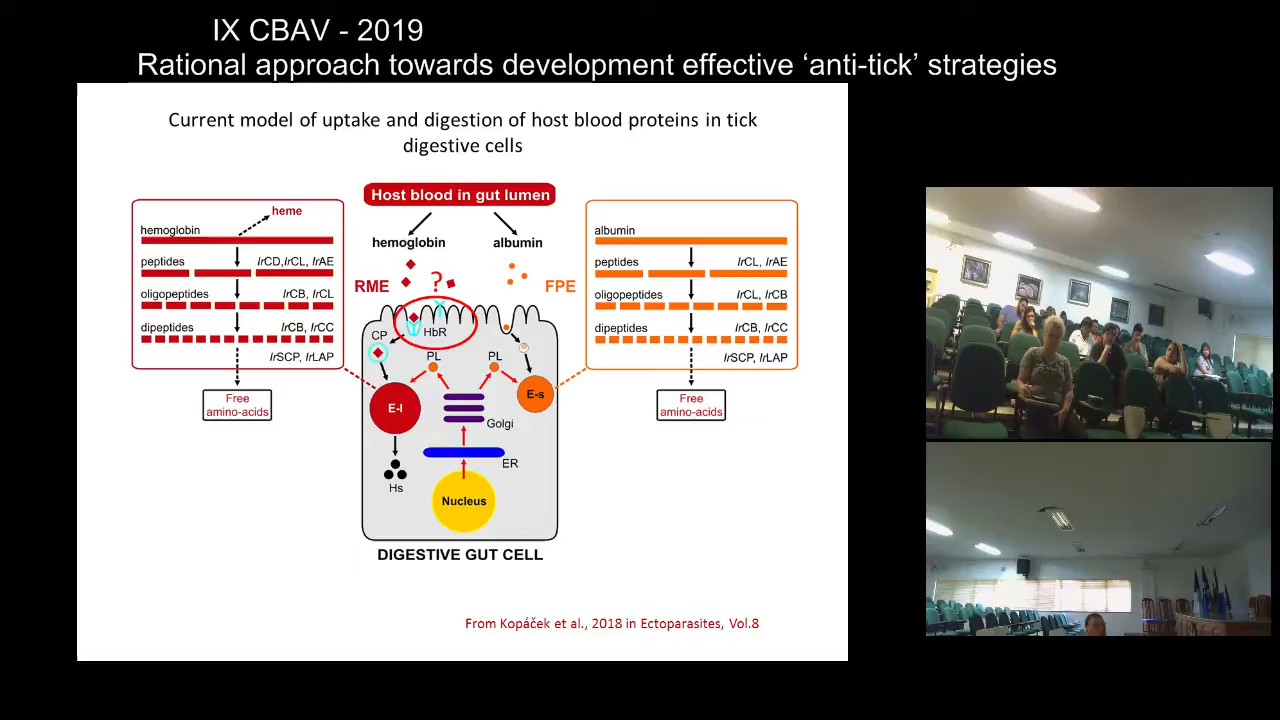 IX CBAV - 2019
Rational approach towards development effective ‘anti-tick’ strategies
Current model of uptake and digestion of host blood proteins in tick
digestive cells
Host blood in gut lumen
heme
hemoglobin
peptides
IrCD,IrCL, IrAE
oligopeptides
IrCB, IrCL
dipeptides
IrCB, IrCC
IrSCP, IrLAP
Free
amino-acids
hemoglobin
albumin
RME
?
FPE
HbR
CP
PL
PL
E-l
E-s
Golgi
ER
Hs
Nucleus
DIGESTIVE GUT CELL
albumin
peptides
IrCL, IrAE
oligopeptides
IrCL, IrCB
dipeptides
IrCB, IrCC
IrSCP, IrLAP
Free
amino-acids
From Kopáček et al., 2018 in Ectoparasites, Vol.8